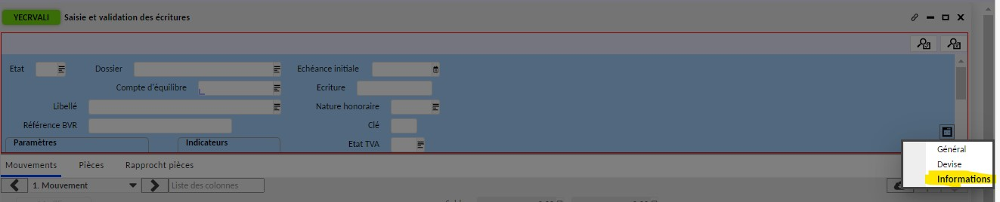 YECRVALI Saisie et validation des écritures
Etat Dossier Echéance initiale
Compte d'équilibre Ecriture
Libellé Nature honoraire
Référence BVR Clé
Paramètres Indicateurs Etat TVA
Général
Mouvements Pièces Rapprocht pièces Devise
1. Mouvement Liste des colonnes Informations